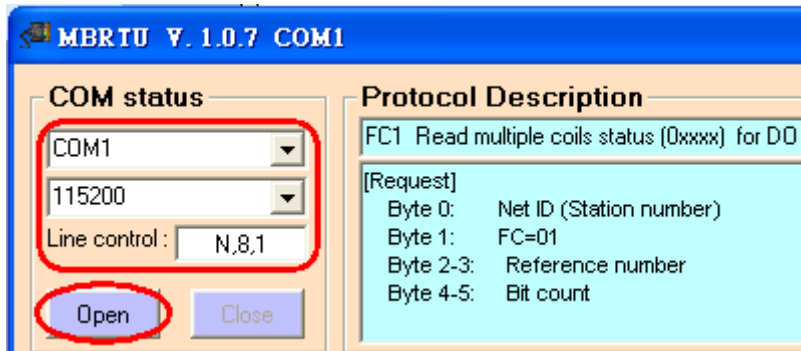 MBRTU V. 1.0.7 COM1
COM status
COM1
115200
Line control : N,8,1
Open Close
Protocol Description
FC1 Read multiple coils status (0xxxx) for DO
[Request]
Byte 0: Net ID (Station number)
Byte 1: FC=01
Byte 2-3: Reference number
Byte 4-5: Bit count